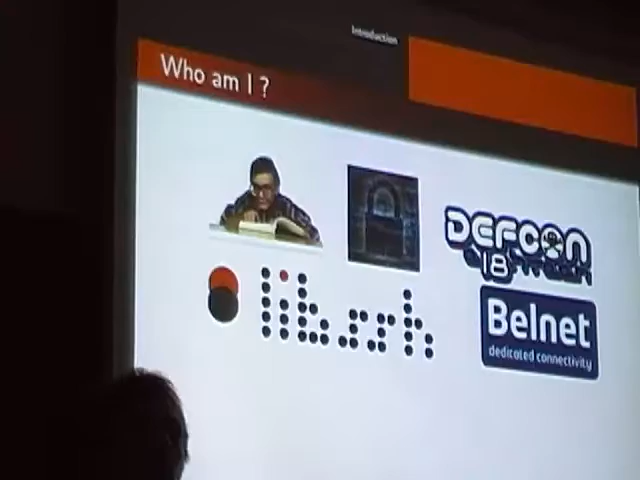 Introduction
Who am I ?
DEFCON
18
libssh
Belnet
dedicated connectivity